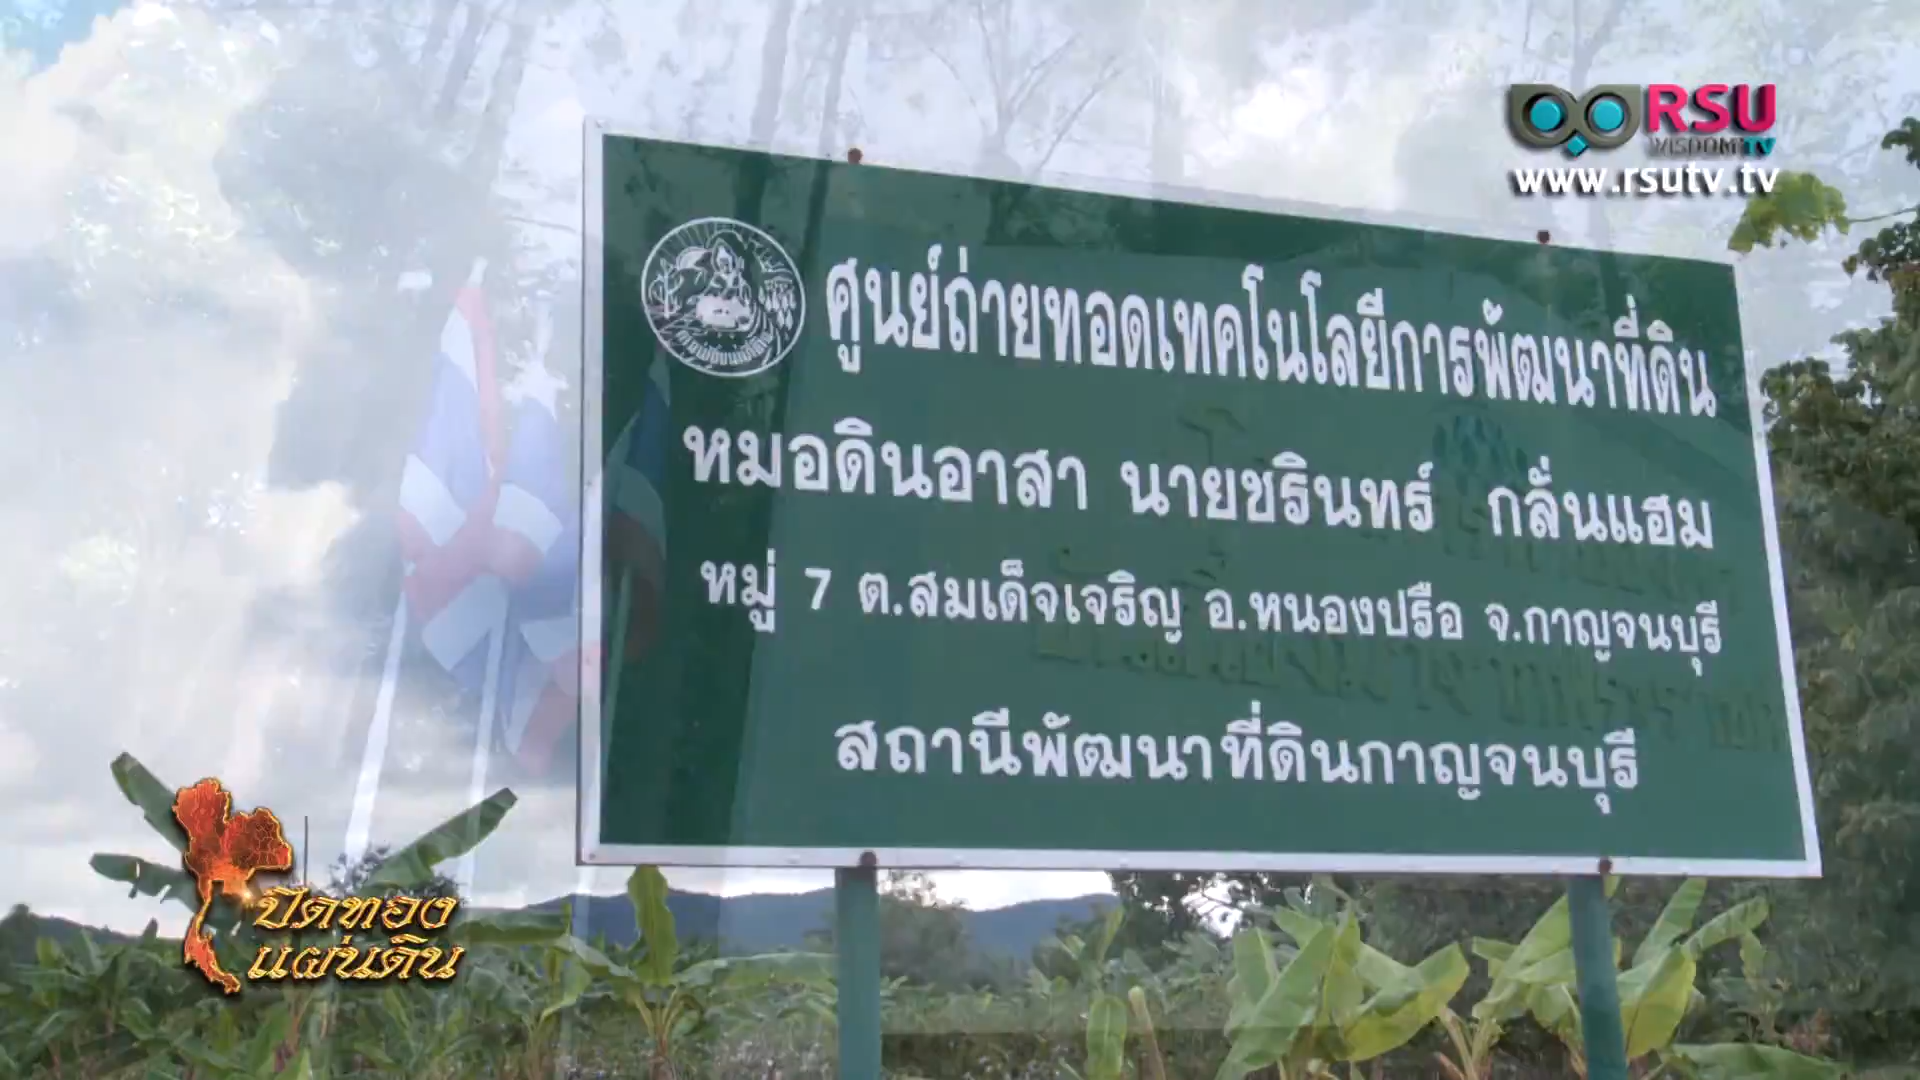 RSU
WISDOM TV
www.rsutv.tv
ศูนย์ถ่ายทอดเทคโนโลยีการพัฒนาที่ดิน
หมอดินอาสา นายชรินทร์ กลั่นแฮม
หมู่ 7 ต.สมเด็จเจริญ อ.หนองปรือ จ.กาญจนบุรี
สถานีพัฒนาที่ดินกาญจนบุรี
ปิดทอง
แผ่นดิน